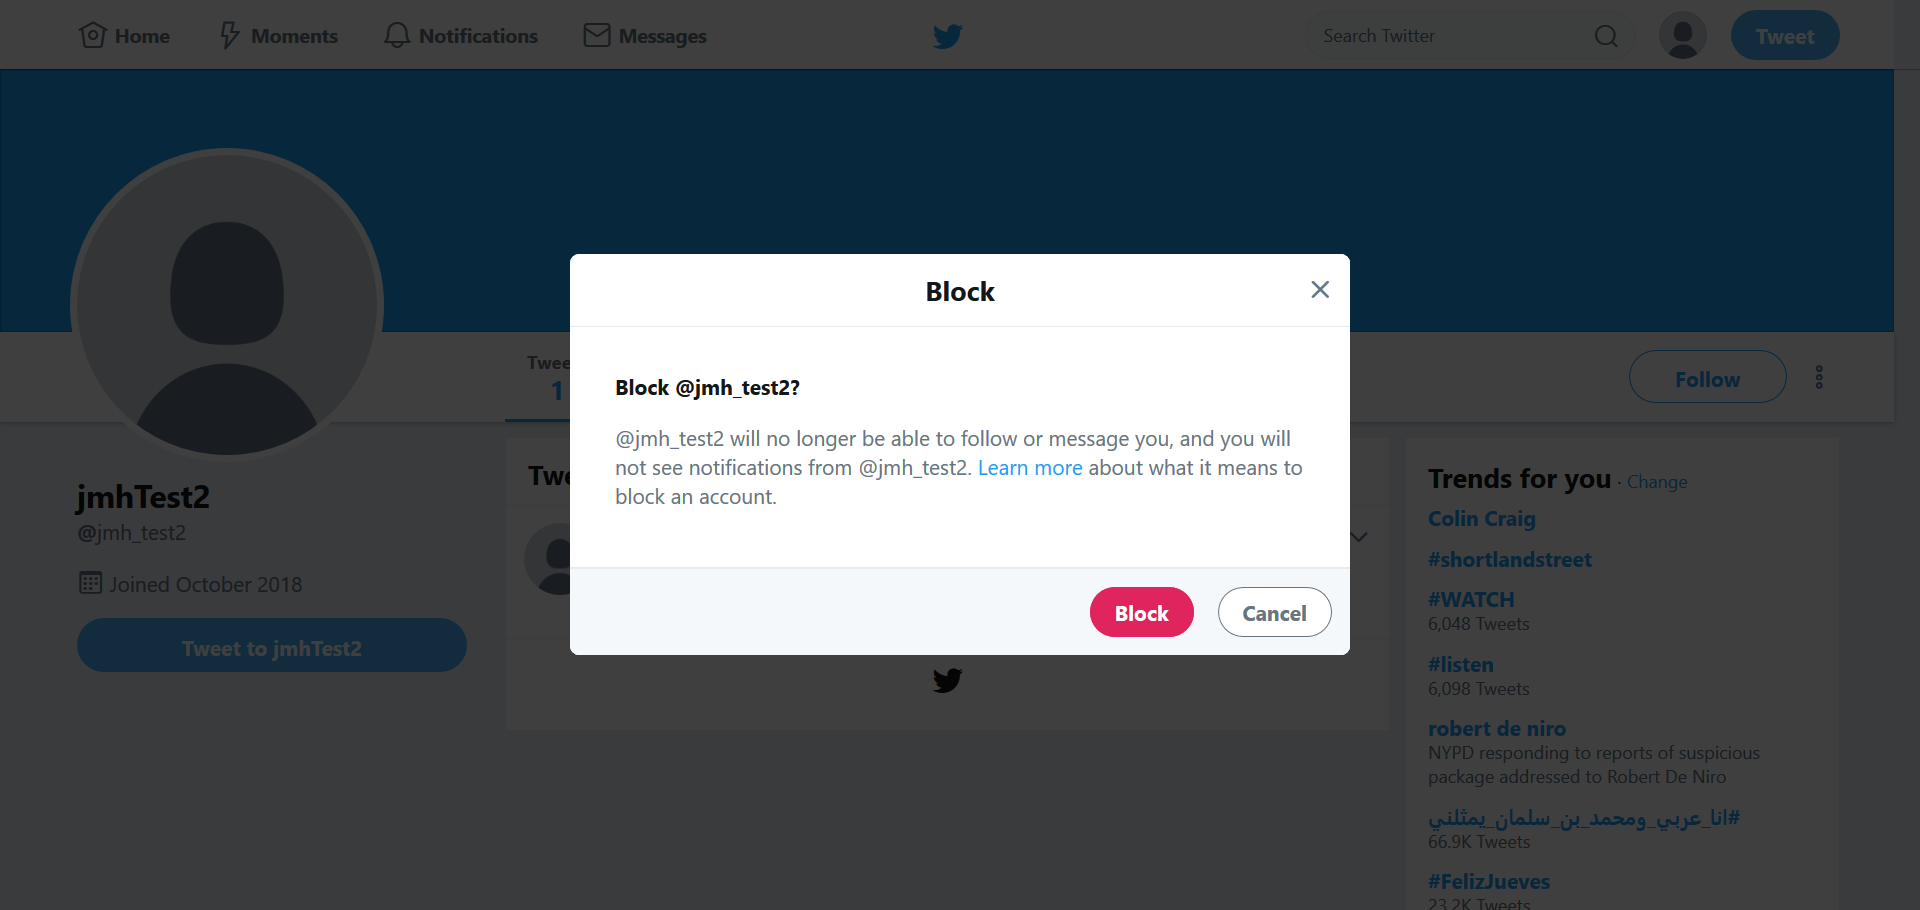 Home
Moments
Notifications
Messages
Search Twitter
Tweet
Twee
1
Follow
Block
Block @jmh_test2?
@jmh_test2 will no longer be able to follow or message you, and you will
not see notifications from @jmh_test2. Learn more about what it means to
block an account.
Block
Cancel
jmhTest2
@jmh_test2
Joined October 2018
Tweet to jmhTest2
Twe
Trends for you · Change
Colin Craig
#shortlandstreet
#WATCH
6,048 Tweets
#listen
6,098 Tweets
robert de niro
NYPD responding to reports of suspicious
package addressed to Robert De Niro
#انا_عربي_ومحمد_بن_سلمان_يمثلني
66.9K Tweets
#FelizJueves
23.2K Tweets